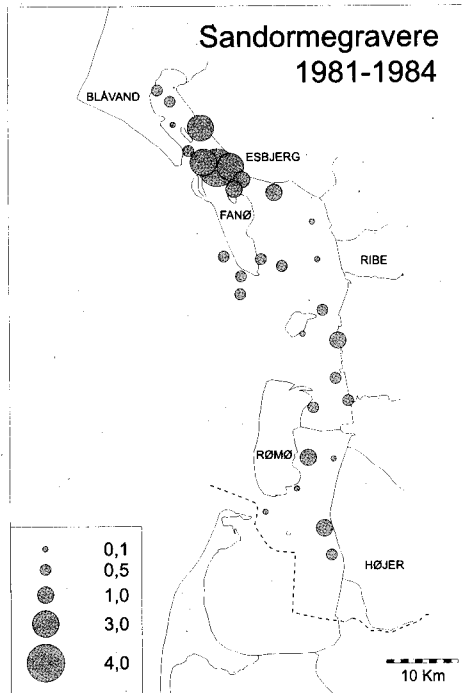 Sandormegravere
1981-1984
BLÅVAND
ESBJERG
FANØ
RIBE
RØMØ
HØJER
0,1
0,5
1,0
3,0
4,0
10 Km